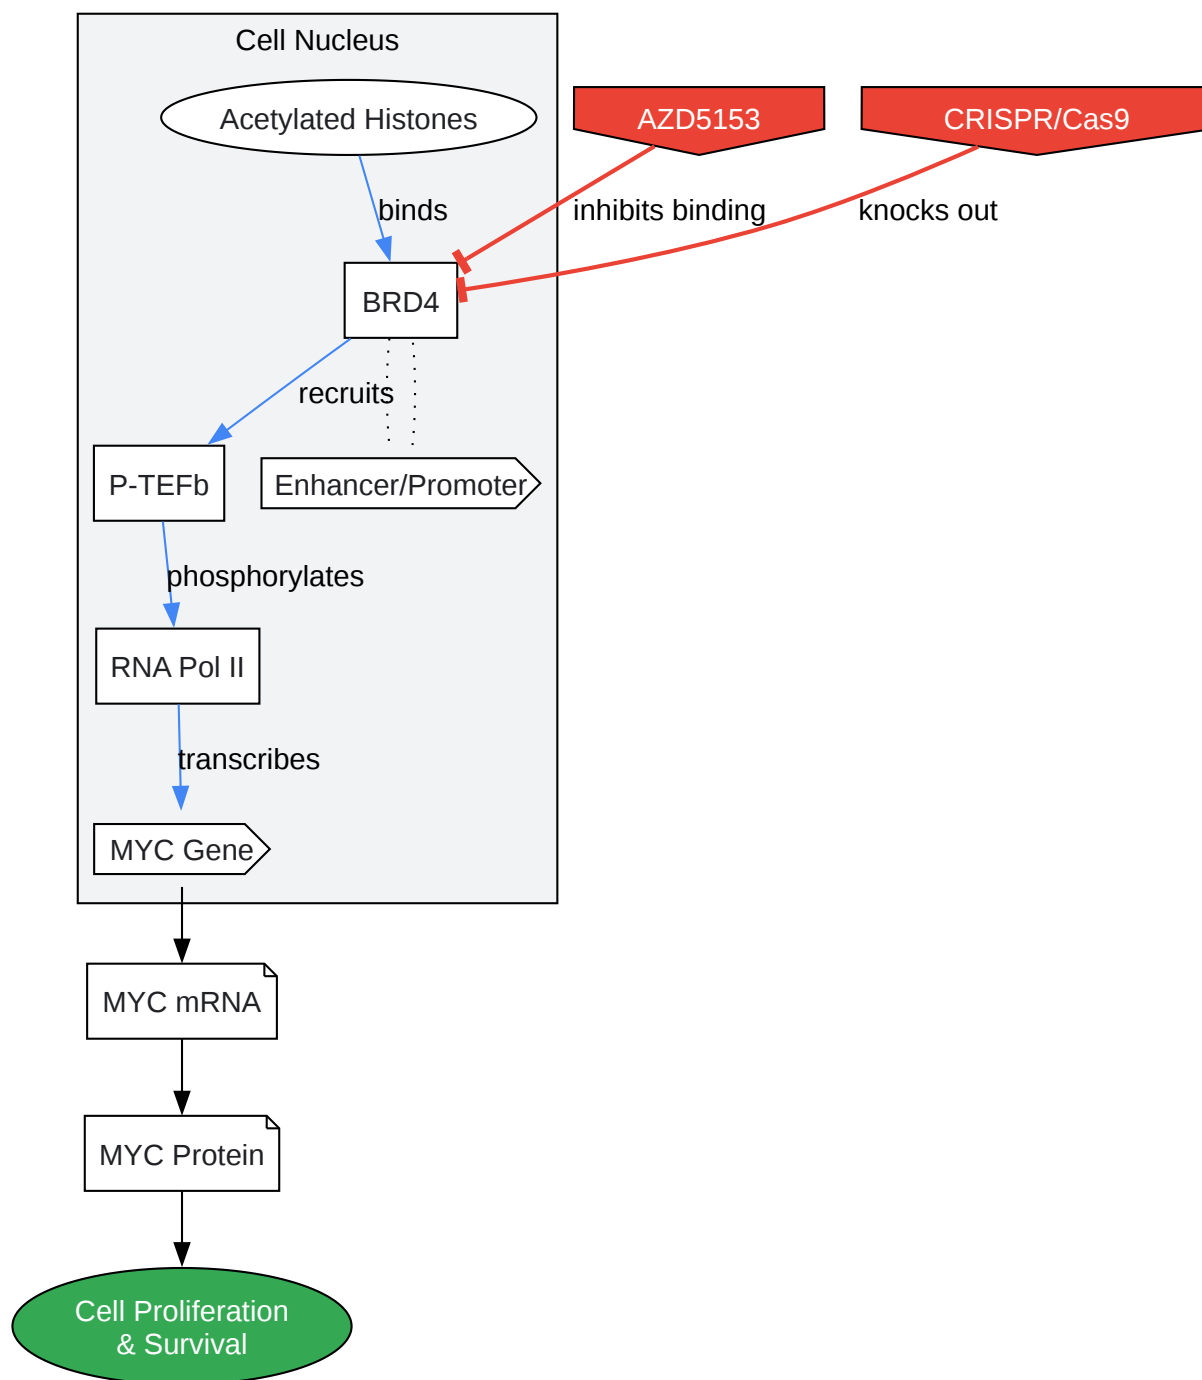 Cell Nucleus
Acetylated Histones
AZD5153
CRISPR/Cas9
binds
inhibits binding
knocks out
BRD4
recruits
P-TEFb
Enhancer/Promoter
phosphorylates
RNA Pol II
transcribes
MYC Gene
MYC mRNA
MYC Protein
Cell Proliferation
& Survival